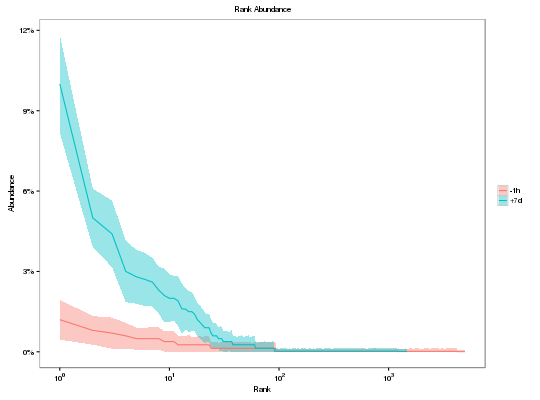 Rank Abundance
12%
9%
6%
3%
0%
Abundance
10⁰
10¹
10²
10³
Rank
-1h
+7d